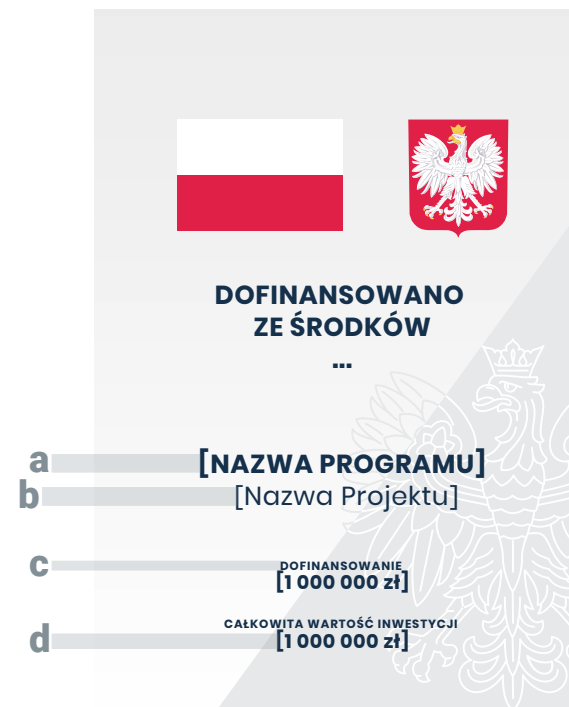 DOFINANSOWANO
ZE ŚRODKÓW
...
a [NAZWA PROGRAMU]
b [Nazwa Projektu]
c DOFINANSOWANIE
[1 000 000 zł]
d CAŁKOWITA WARTOŚĆ INWESTYCJI
[1 000 000 zł]